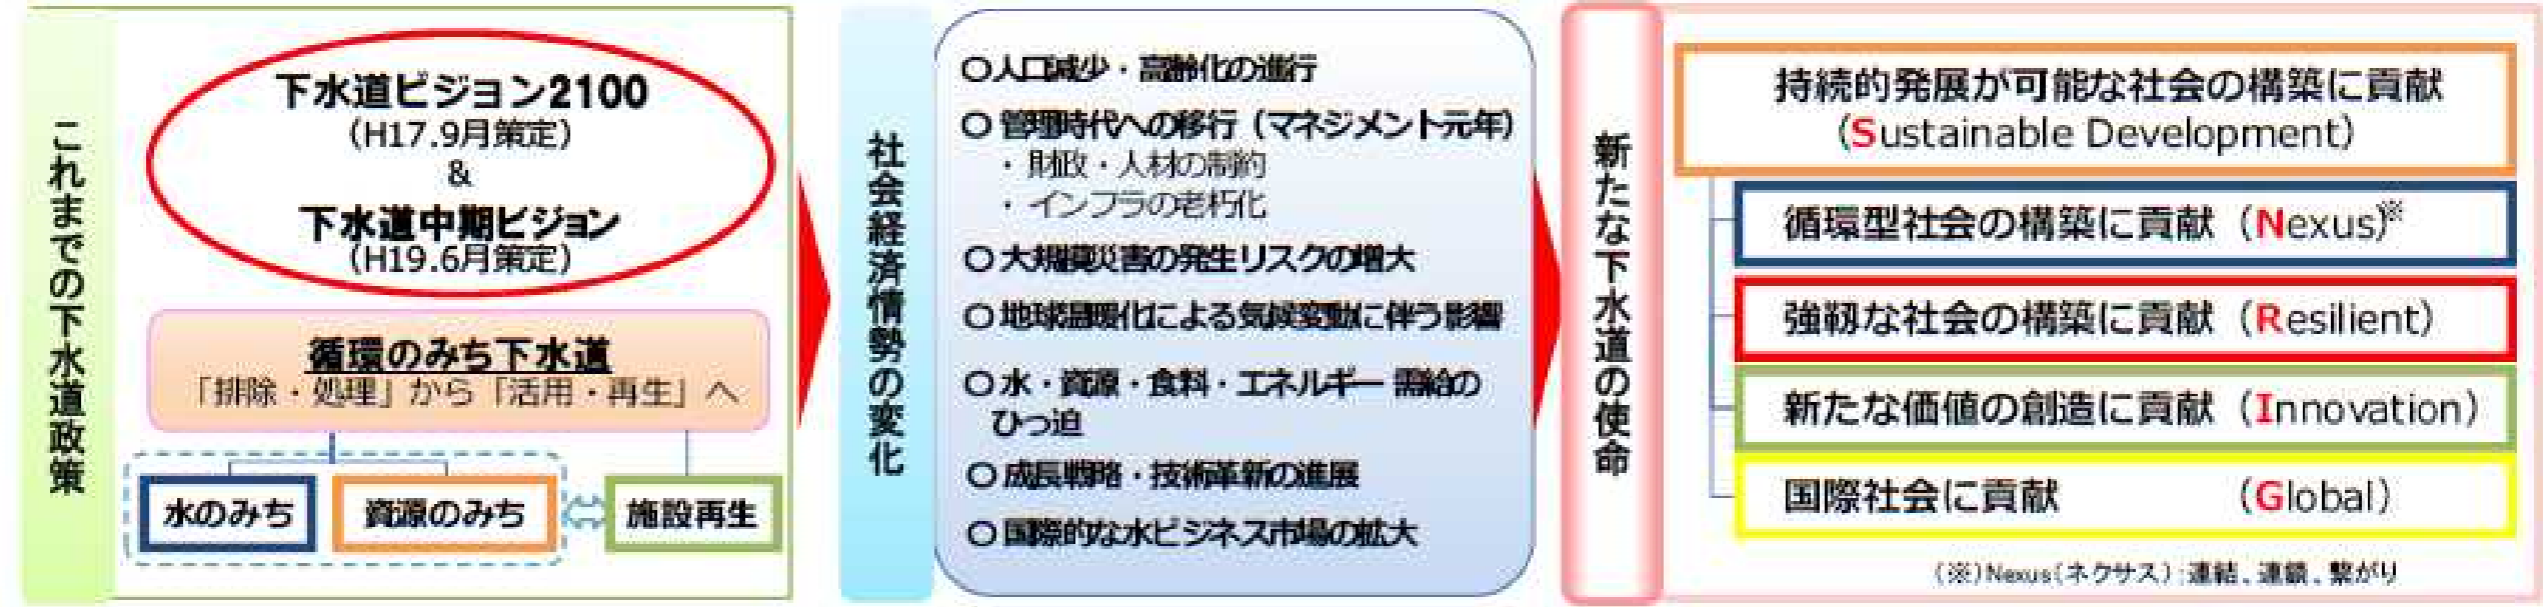 これまでの下水道政策
下水道ビジョン2100
(H17.9月策定)
&
下水道中期ビジョン
(H19.6月策定)
循環のみち下水道
「排除・処理」から「活用・再生」へ
水のみち
資源のみち
施設再生
社会経済情勢の変化
○人口減少・高齢化の進行
○管理時代への移行（マネジメント元年）
・財政・人材の制約
・インフラの老朽化
○大規模災害の発生リスクの増大
○地球温暖化による気候変動に伴う影響
○水・資源・食料・エネルギー需給の
ひっ迫
○成長戦略・技術革新の進展
○国際的な水ビジネス市場の拡大
新たな下水道の使命
持続的発展が可能な社会の構築に貢献
（Sustainable Development）
循環型社会の構築に貢献（Nexus）※
強靱な社会の構築に貢献（Resilient）
新たな価値の創造に貢献（Innovation）
国際社会に貢献（Global）
（※）Nexus（ネクサス）：連結、連鎖、繋がり